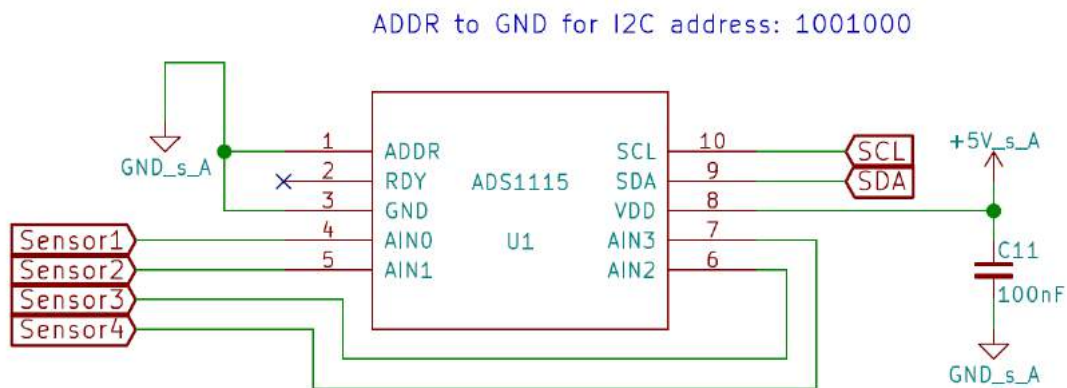 ADDR to GND for I2C address: 1001000
GND_s_A
1 ADDR
2 RDY
3 GND
4 AIN0
5 AIN1
ADS1115
U1
SCL 10
SDA 9
VDD 8
AIN3 7
AIN2 6
SCL
SDA
+5V_s_A
C11
100nF
GND_s_A
Sensor1
Sensor2
Sensor3
Sensor4